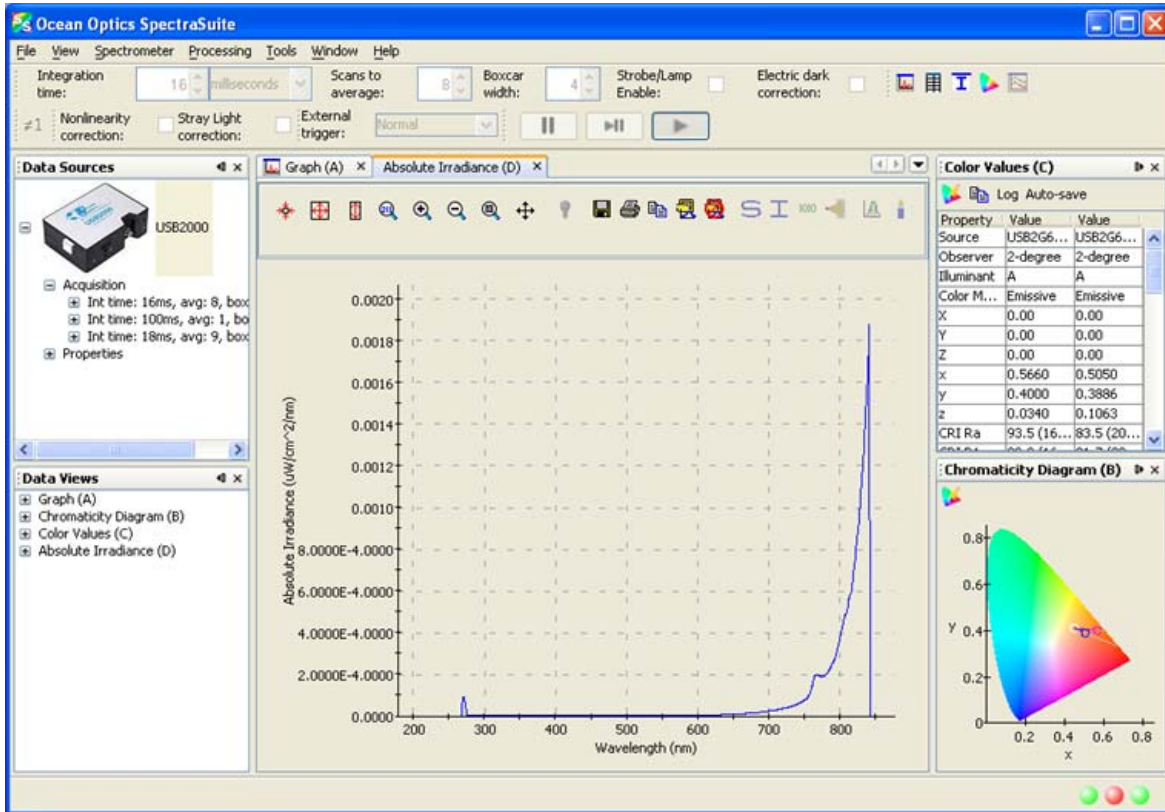 Ocean Optics SpectraSuite
File View Spectrometer Processing Tools Window Help
Integration time: 16 milliseconds Scans to average: 8 Boxcar width: 4 Strobe/Lamp Enable: Electric dark correction:
≠1 Nonlinearity correction: Stray Light correction: External trigger: Normal
Data Sources
USB2000
Acquisition
Int time: 16ms, avg: 8, box
Int time: 100ms, avg: 1, bo
Int time: 18ms, avg: 9, box
Properties
Data Views
Graph (A)
Chromaticity Diagram (B)
Color Values (C)
Absolute Irradiance (D)
Graph (A) Absolute Irradiance (D)
Absolute Irradiance (uW/cm^2/nm)
0.0020
0.0018
0.0016
0.0014
0.0012
0.0010
8.0000E-4.0000
6.0000E-4.0000
4.0000E-4.0000
2.0000E-4.0000
0.0000
200 300 400 500 600 700 800
Wavelength (nm)
Color Values (C)
Log Auto-save
Property Value Value
Source USB2G6... USB2G6...
Observer 2-degree 2-degree
Illuminant A A
Color M... Emissive Emissive
X 0.00 0.00
Y 0.00 0.00
Z 0.00 0.00
x 0.5660 0.5050
y 0.4000 0.3886
z 0.0340 0.1063
CRI Ra 93.5 (16... 83.5 (20...
Chromaticity Diagram (B)
0.8
0.6
y 0.4
0.2
0
0.2 0.4 0.6 0.8
x